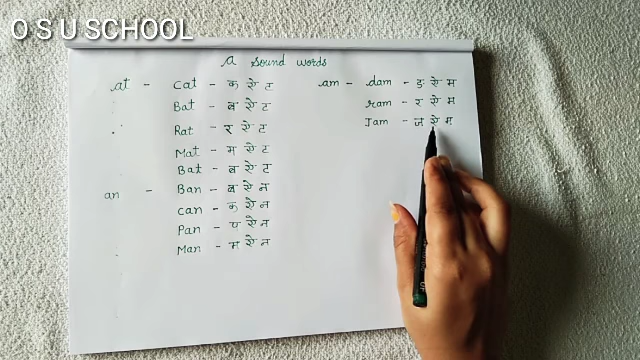 O S U SCHOOL
A sound words
at - cat - क ऐ ट
Bat - ब ऐ ट
Rat - र ऐ ट
Mat - म ऐ ट
Bat - ब ऐ ट
an - Ban - ब ऐ न
can - क ऐ न
Pan - प ऐ न
Man - म ऐ न
am - dam - ड ऐ म
ram - र ऐ म
Jam - ज ऐ म